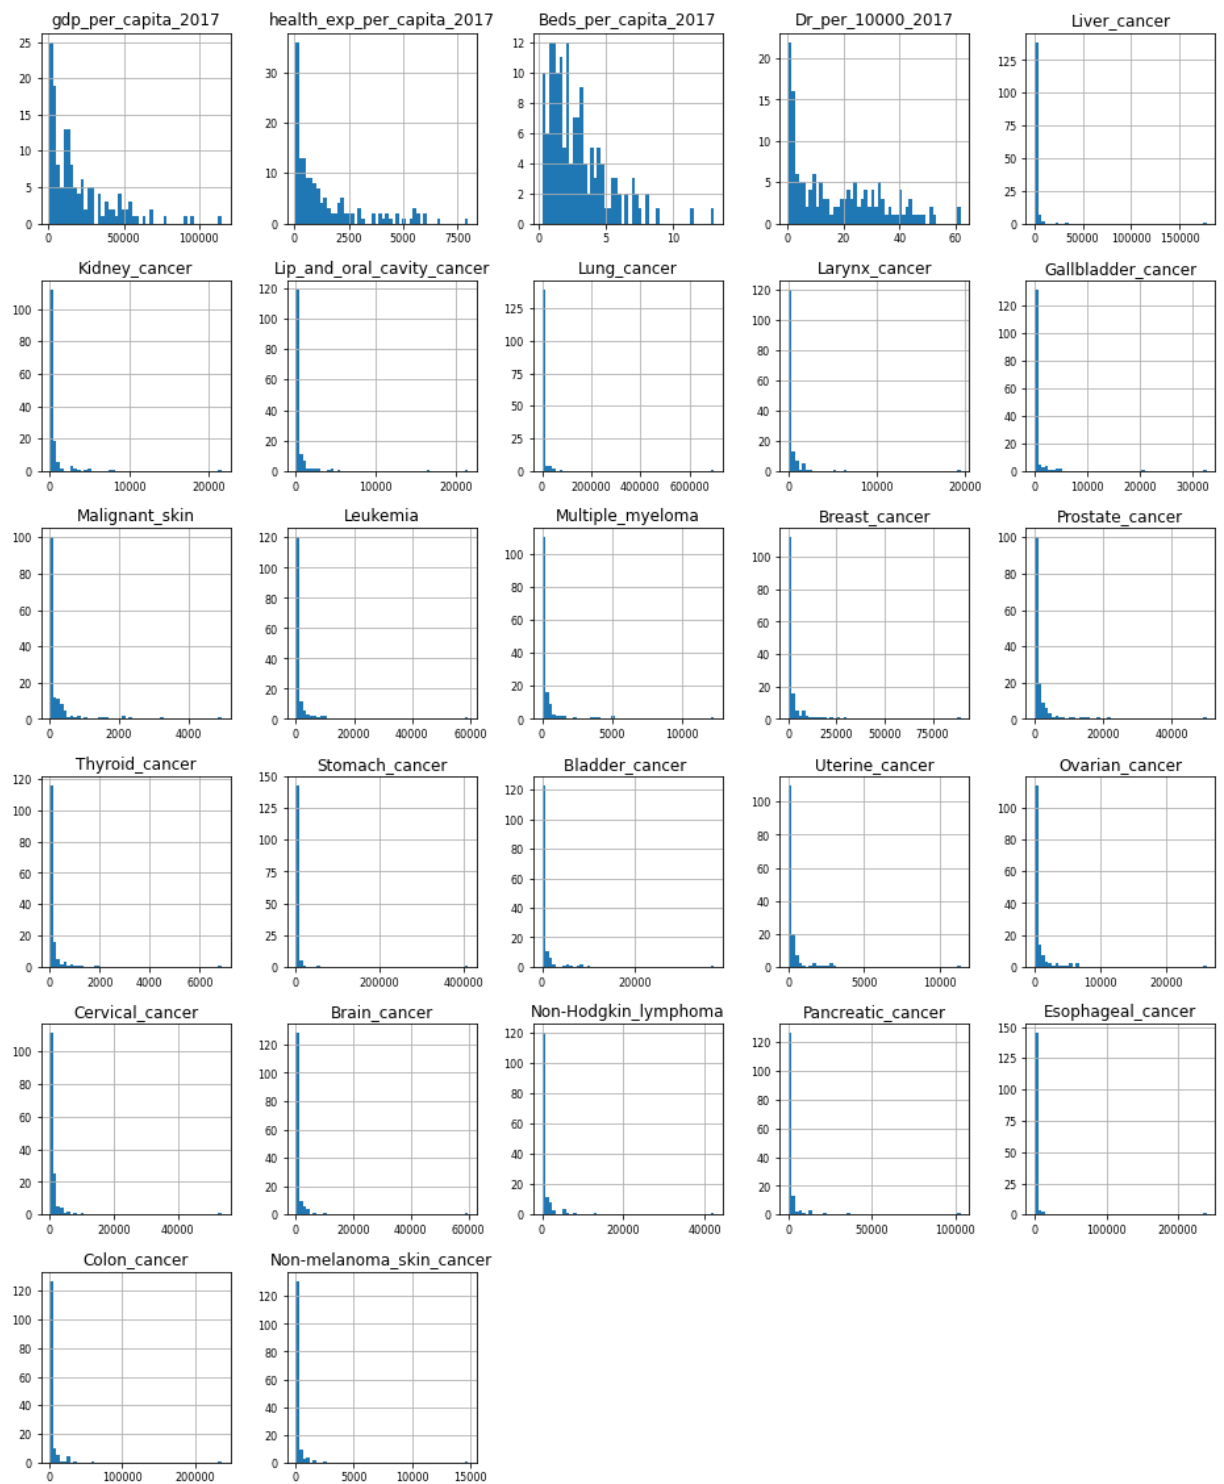 gdp_per_capita_2017 health_exp_per_capita_2017 Beds_per_capita_2017 Dr_per_10000_2017 Liver_cancer
25 20 15 10 5 0
0 50000 100000
30 20 10 0
0 2500 5000 7500
12 10 8 6 4 2 0
0 5 10
20 15 10 5 0
0 20 40 60
125 100 75 50 25 0
0 50000 100000 150000
Kidney_cancer Lip_and_oral_cavity_cancer Lung_cancer Larynx_cancer Gallbladder_cancer
100 80 60 40 20 0
0 10000 20000
120 100 80 60 40 20 0
0 10000 20000
125 100 75 50 25 0
0 200000 400000 600000
120 100 80 60 40 20 0
0 10000 20000
120 100 80 60 40 20 0
0 10000 20000 30000
Malignant_skin Leukemia Multiple_myeloma Breast_cancer Prostate_cancer
100 80 60 40 20 0
0 2000 4000
120 100 80 60 40 20 0
0 20000 40000 60000
100 80 60 40 20 0
0 5000 10000
100 80 60 40 20 0
0 25000 50000 75000
100 80 60 40 20 0
0 20000 40000
Thyroid_cancer Stomach_cancer Bladder_cancer Uterine_cancer Ovarian_cancer
120 100 80 60 40 20 0
0 2000 4000 6000
150 125 100 75 50 25 0
0 200000 400000
120 100 80 60 40 20 0
0 20000
100 80 60 40 20 0
0 5000 10000
100 80 60 40 20 0
0 10000 20000
Cervical_cancer Brain_cancer Non-Hodgkin_lymphoma Pancreatic_cancer Esophageal_cancer
100 80 60 40 20 0
0 20000 40000
120 100 80 60 40 20 0
0 20000 40000 60000
120 100 80 60 40 20 0
0 20000 40000
120 100 80 60 40 20 0
0 50000 100000
150 125 100 75 50 25 0
0 100000 200000
Colon_cancer Non-melanoma_skin_cancer
120 100 80 60 40 20 0
0 100000 200000
120 100 80 60 40 20 0
0 5000 10000 15000